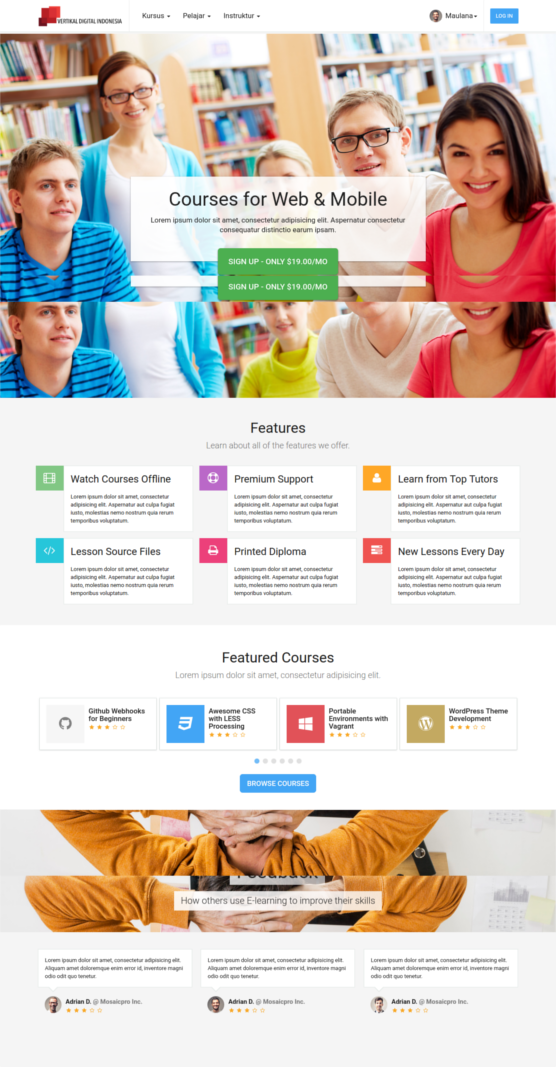 VERTIKAL DIGITAL INDONESIA
Kursus Pelajar Instruktur Maulana LOG IN
Courses for Web & Mobile
Lorem ipsum dolor sit amet, consectetur adipisicing elit. Aspernatur consectetur
consequatur distinctio earum ipsam.
SIGN UP - ONLY $19.00/MO
SIGN UP - ONLY $19.00/MO
Features
Learn about all of the features we offer.
Watch Courses Offline
Lorem ipsum dolor sit amet, consectetur
adipisicing elit. Aspernatur aut culpa fugiat
iusto, molestias nemo nostrum quia rerum
temporibus voluptatum.
Premium Support
Lorem ipsum dolor sit amet, consectetur
adipisicing elit. Aspernatur aut culpa fugiat
iusto, molestias nemo nostrum quia rerum
temporibus voluptatum.
Learn from Top Tutors
Lorem ipsum dolor sit amet, consectetur
adipisicing elit. Aspernatur aut culpa fugiat
iusto, molestias nemo nostrum quia rerum
temporibus voluptatum.
Lesson Source Files
Lorem ipsum dolor sit amet, consectetur
adipisicing elit. Aspernatur aut culpa fugiat
iusto, molestias nemo nostrum quia rerum
temporibus voluptatum.
Printed Diploma
Lorem ipsum dolor sit amet, consectetur
adipisicing elit. Aspernatur aut culpa fugiat
iusto, molestias nemo nostrum quia rerum
temporibus voluptatum.
New Lessons Every Day
Lorem ipsum dolor sit amet, consectetur
adipisicing elit. Aspernatur aut culpa fugiat
iusto, molestias nemo nostrum quia rerum
temporibus voluptatum.
Featured Courses
Lorem ipsum dolor sit amet, consectetur adipisicing elit.
Github Webhooks
for Beginners
Awesome CSS
with LESS
Processing
Portable
Environments with
Vagrant
WordPress Theme
Development
BROWSE COURSES
Feedback
How others use E-learning to improve their skills
Lorem ipsum dolor sit amet, consectetur adipisicing elit.
Aliquam amet doloremque enim error id, inventore magni
odio odit quo tenetur.
Adrian D. @ Mosaicpro Inc.
Lorem ipsum dolor sit amet, consectetur adipisicing elit.
Aliquam amet doloremque enim error id, inventore magni
odio odit quo tenetur.
Adrian D. @ Mosaicpro Inc.
Lorem ipsum dolor sit amet, consectetur adipisicing elit.
Aliquam amet doloremque enim error id, inventore magni
odio odit quo tenetur.
Adrian D. @ Mosaicpro Inc.